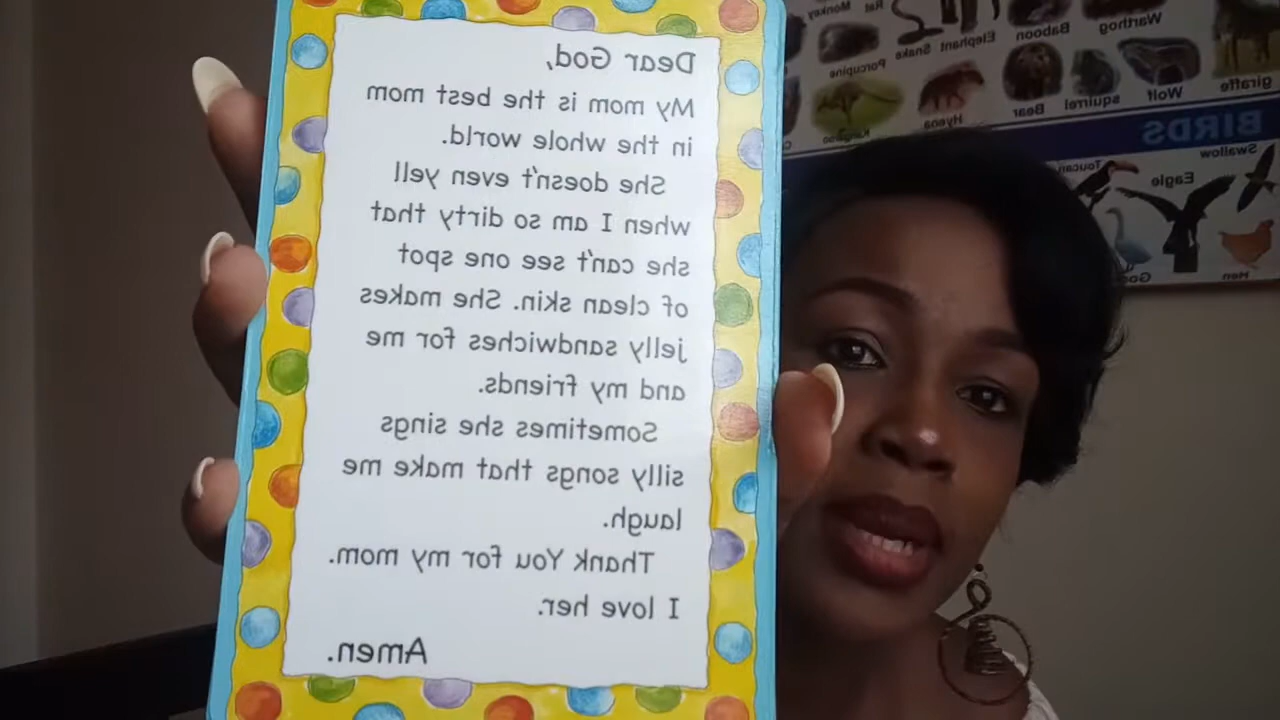 Dear God,
My mom is the best mom
in the whole world.
She doesn't even yell
when I am so dirty that
she can't see one spot
of clean skin. She makes
jelly sandwiches for me
and my friends.
Sometimes she sings
silly songs that make me
laugh.
Thank You for my mom.
I love her.
Amen.
Monkey
Rat
Snake
Elephant
Baboon
Warthog
Porcupine
Kangaroo
Hyena
Bear
squirrel
Wolf
giraffe
BIRDS
Toucan
Eagle
Swallow
Hen